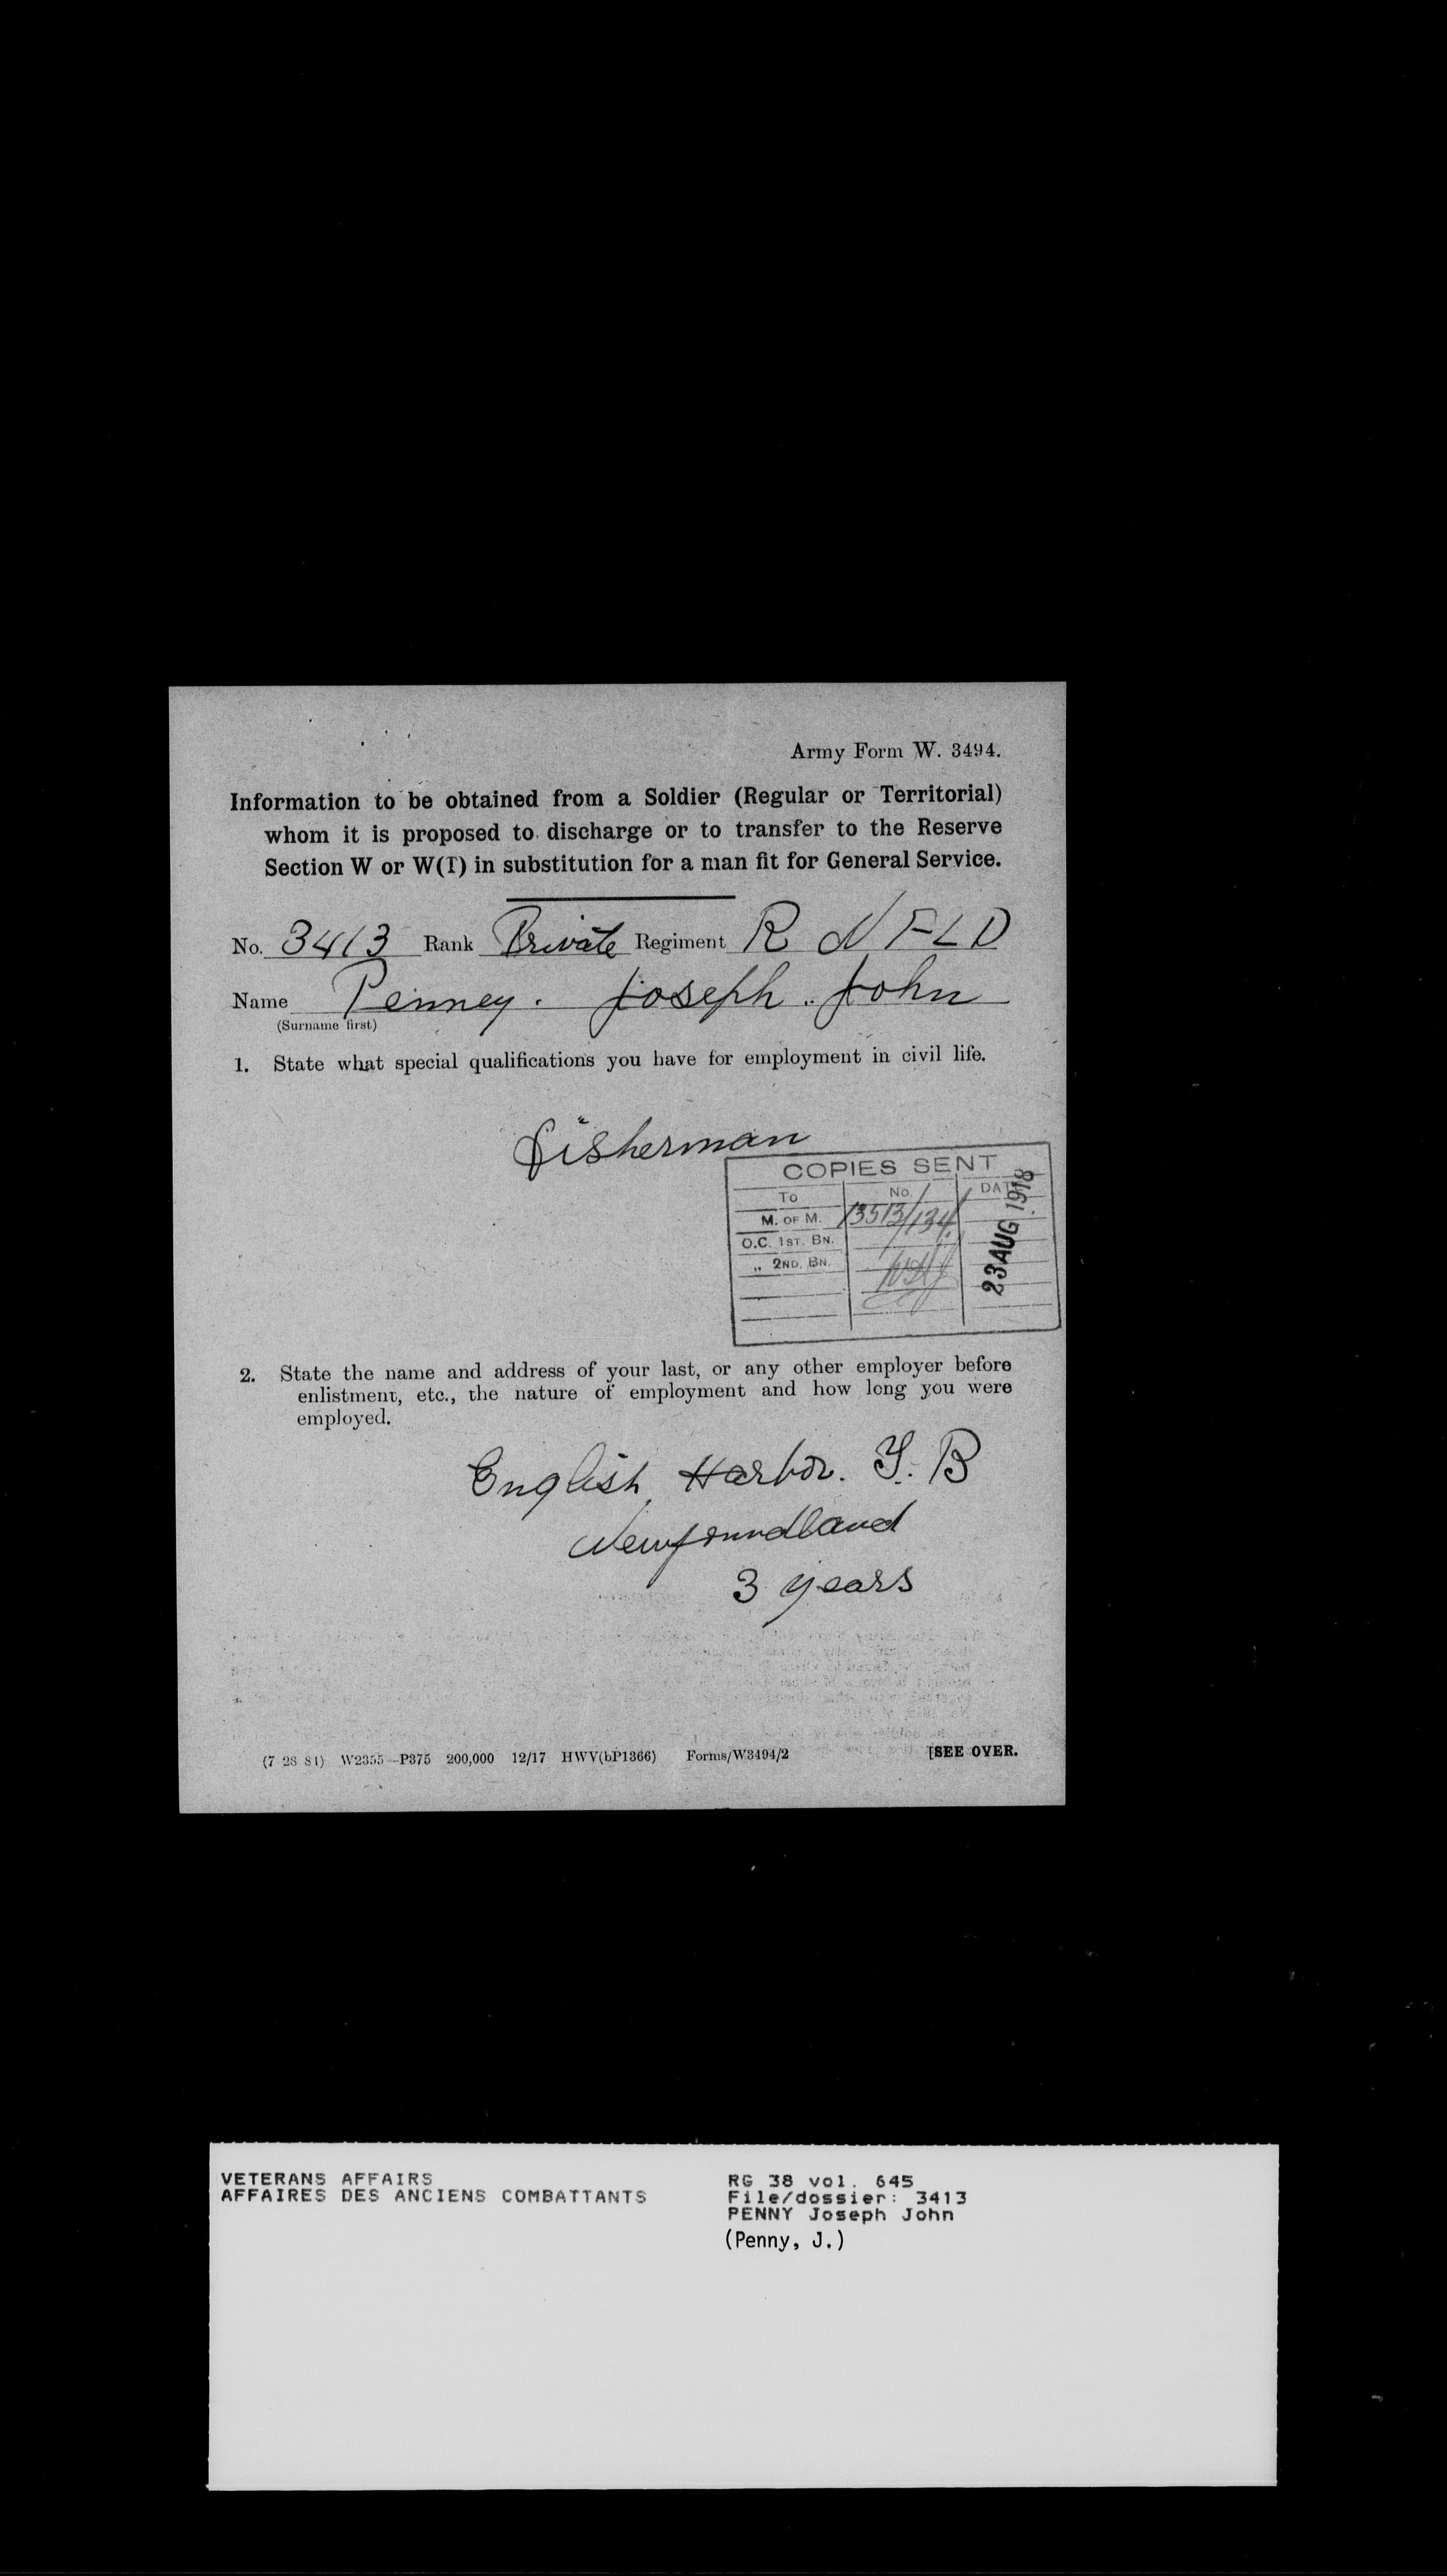 Army Form W. 3494.
Information to be obtained from a Soldier (Regular or Territorial)
whom it is proposed to discharge or to transfer to the Reserve
Section W or W(T) in substitution for a man fit for General Service.
No. 3413 Rank Private Regiment R NFLD
Name Penney. Joseph. John
(Surname first)
1. State what special qualifications you have for employment in civil life.
Fisherman
COPIES SENT
To No. DATE
M. OF M. 13513/134
O.C. 1ST. BN.
„ 2ND. BN.
23 AUG 1918
2. State the name and address of your last, or any other employer before
enlistment, etc., the nature of employment and how long you were
employed.
English Harbor. T. B
Newfoundland
3 years
(7 28 81) W2355—P375 200,000 12/17 HWV(bP1366) Forms/W3494/2 [SEE OVER.
VETERANS AFFAIRS
AFFAIRES DES ANCIENS COMBATTANTS
RG 38 vol. 645
File/dossier: 3413
PENNY Joseph John
(Penny, J.)